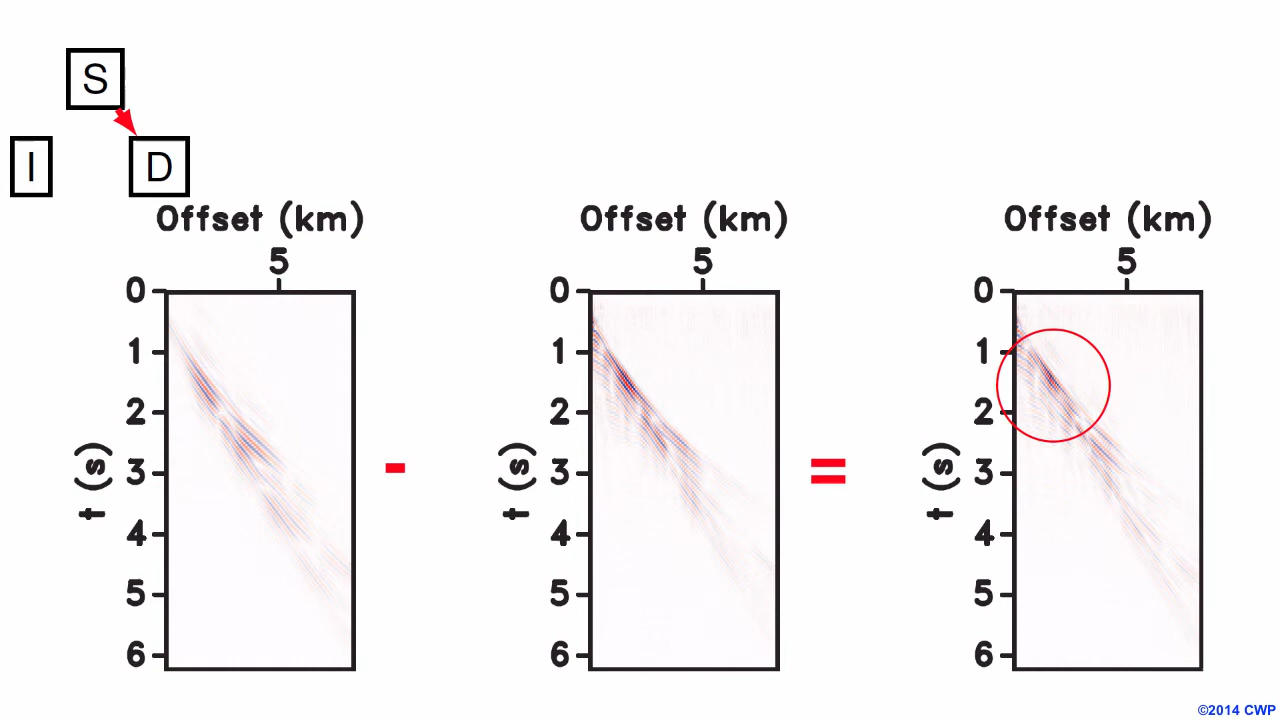 S
I D
Offset (km) Offset (km) Offset (km)
5 5 5
0 0 0
1 1 1
2 2 2
3 3 3
t (s) - t (s) = t (s)
4 4 4
5 5 5
6 6 6
©2014 CWP